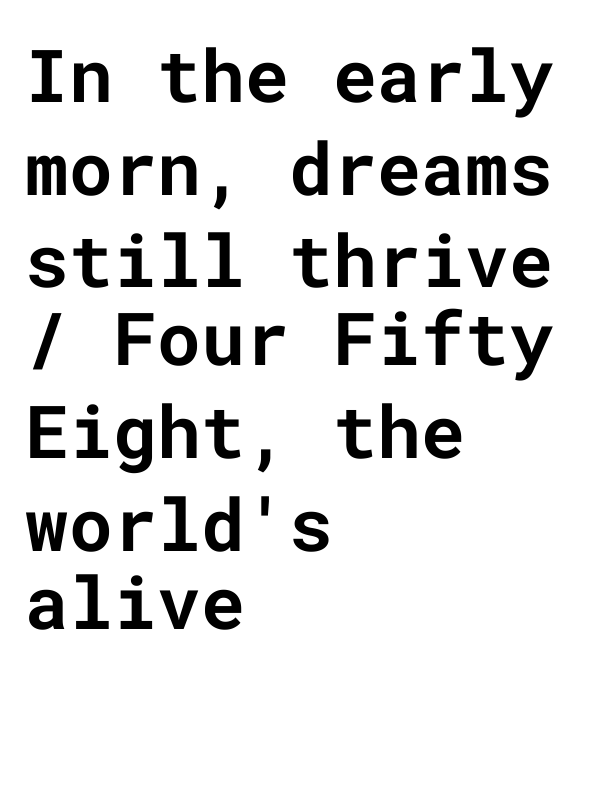 In the early
morn, dreams
still thrive
/ Four Fifty
Eight, the
world's
alive